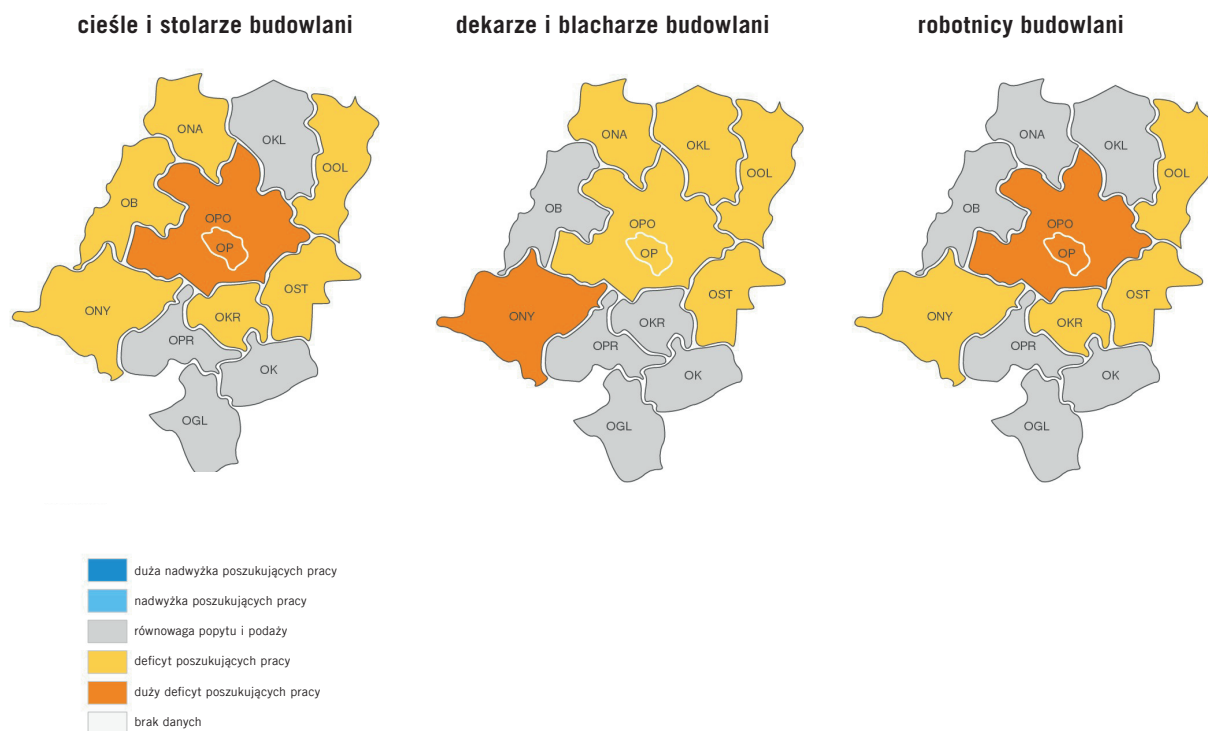 cieśle i stolarze budowlani
ONA
OKL
OOL
OB
OPO
OP
OST
ONY
OKR
OPR
OK
OGL
dekarze i blacharze budowlani
ONA
OKL
OOL
OB
OPO
OP
OST
ONY
OKR
OPR
OK
OGL
robotnicy budowlani
ONA
OKL
OOL
OB
OPO
OP
OST
ONY
OKR
OPR
OK
OGL
duża nadwyżka poszukujących pracy
nadwyżka poszukujących pracy
równowaga popytu i podaży
deficyt poszukujących pracy
duży deficyt poszukujących pracy
brak danych